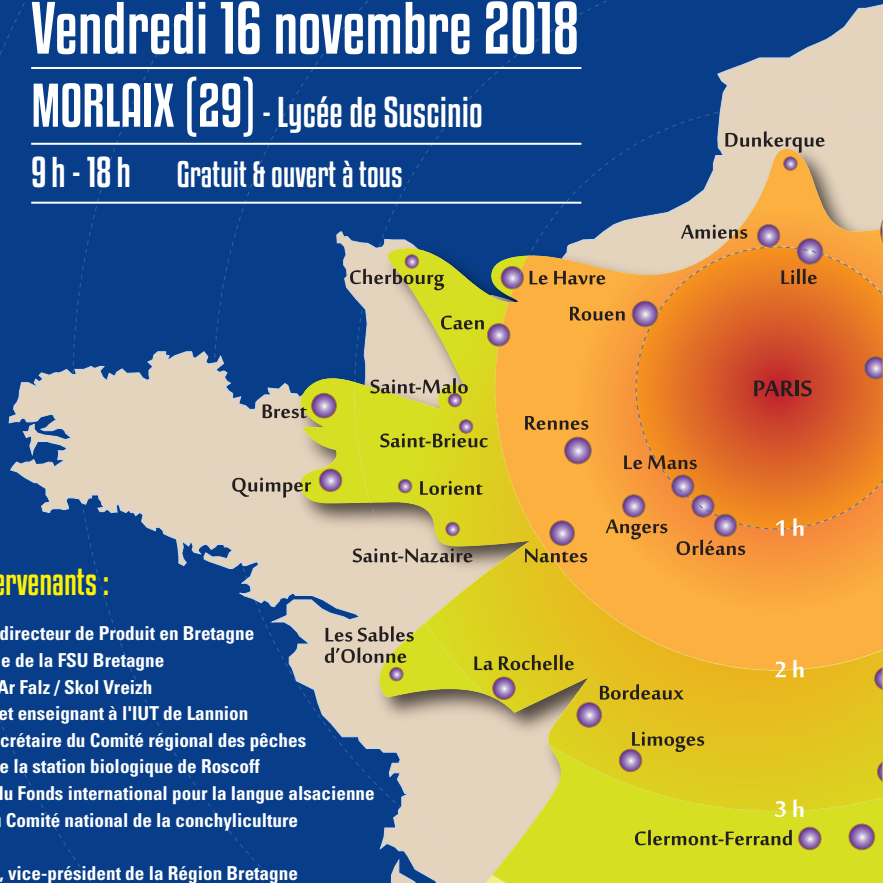 Vendredi 16 novembre 2018
MORLAIX (29) - Lycée de Suscinio
9 h - 18 h Gratuit & ouvert à tous
Dunkerque
Amiens
Lille
Cherbourg
Le Havre
Caen
Rouen
PARIS
Saint-Malo
Brest
Saint-Brieuc
Rennes
Le Mans
Quimper
Lorient
Angers
1 h
Orléans
Saint-Nazaire
Nantes
ervenants :
directeur de Produit en Bretagne
e de la FSU Bretagne
Ar Falz / Skol Vreizh
et enseignant à l'IUT de Lannion
crétaire du Comité régional des pêches
e la station biologique de Roscoff
du Fonds international pour la langue alsacienne
Comité national de la conchyliculture
, vice-président de la Région Bretagne
Les Sables
d'Olonne
La Rochelle
2 h
Bordeaux
Limoges
3 h
Clermont-Ferrand